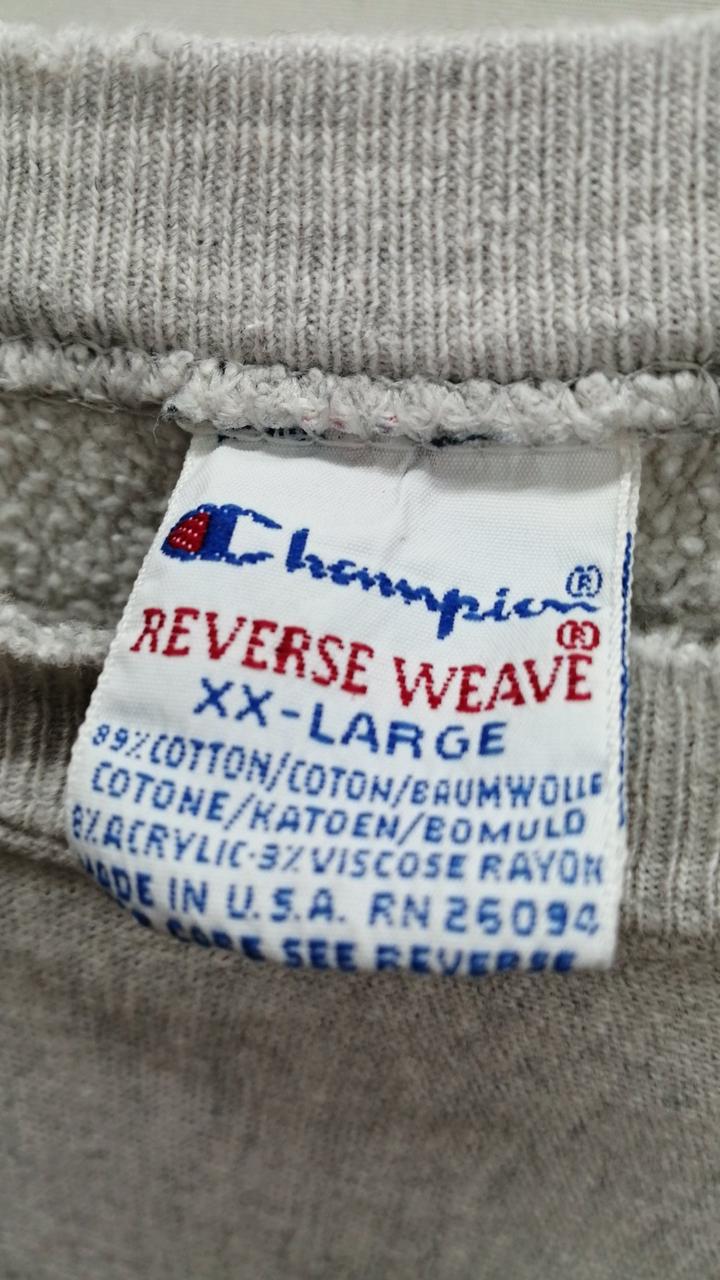 Champion®
REVERSE WEAVE®
XX-LARGE
89% COTTON/COTON/BAUMWOLLE
COTONE/KATOEN/BOMULD
8% ACRYLIC-3% VISCOSE RAYON
MADE IN U.S.A. RN 26094
CARE SEE REVERSE